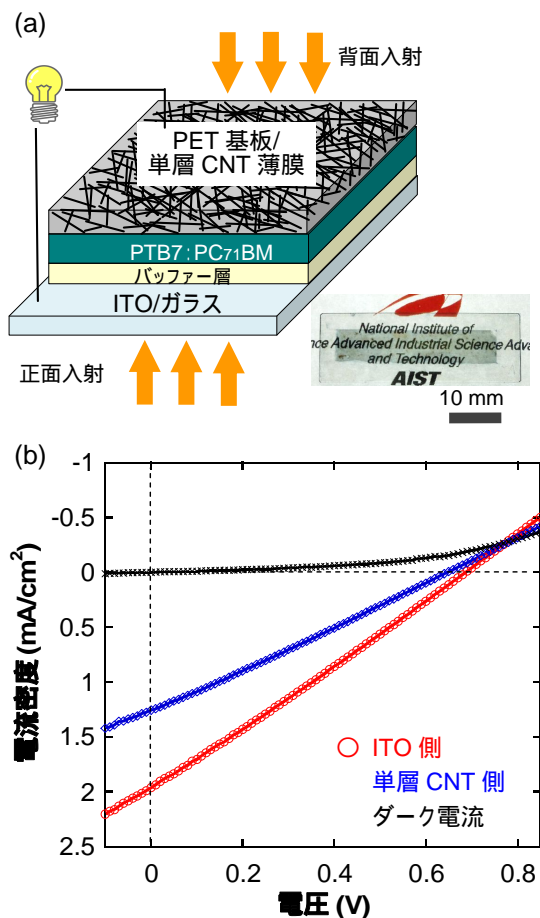 (a)
背面入射
PET 基板/
単層 CNT 薄膜
PTB7:PC71BM
バッファー層
ITO/ガラス
正面入射
National Institute of
nce Advanced Industrial Science Adva
and Technology
AIST
10 mm
(b)
電流密度 (mA/cm²)
-1
-0.5
0
0.5
1
1.5
2
2.5
ITO 側
単層 CNT 側
ダーク電流
0 0.2 0.4 0.6 0.8
電圧 (V)